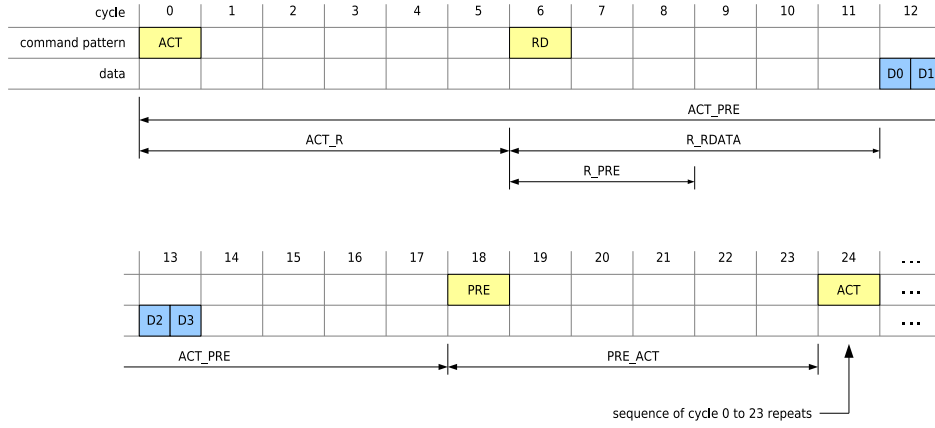 cycle 0 1 2 3 4 5 6 7 8 9 10 11 12
command pattern ACT RD
data D0 D1
ACT_PRE
ACT_R R_RDATA
R_PRE
13 14 15 16 17 18 19 20 21 22 23 24 ...
PRE ACT ...
D2 D3 ...
ACT_PRE PRE_ACT
sequence of cycle 0 to 23 repeats